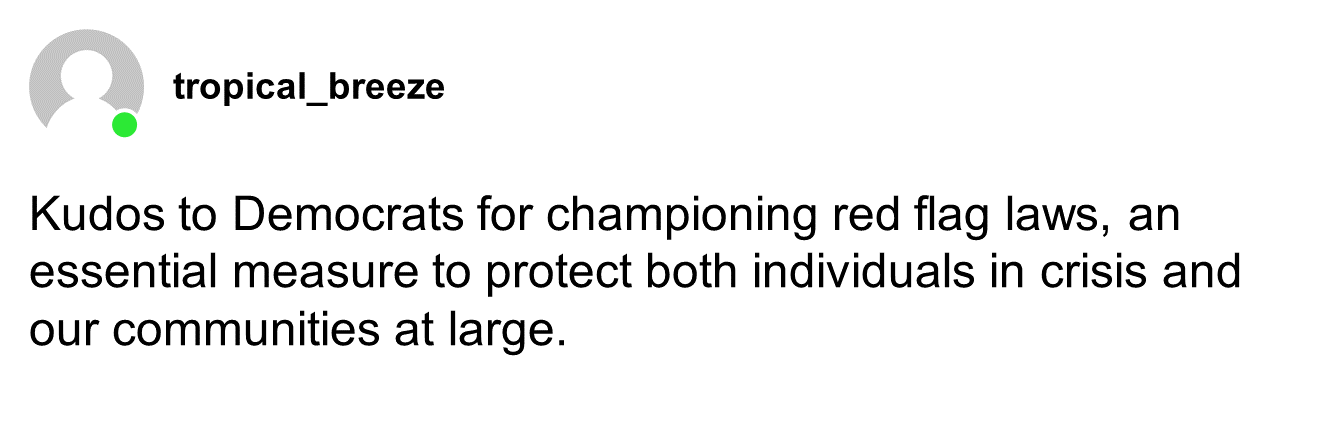 tropical_breeze
Kudos to Democrats for championing red flag laws, an
essential measure to protect both individuals in crisis and
our communities at large.